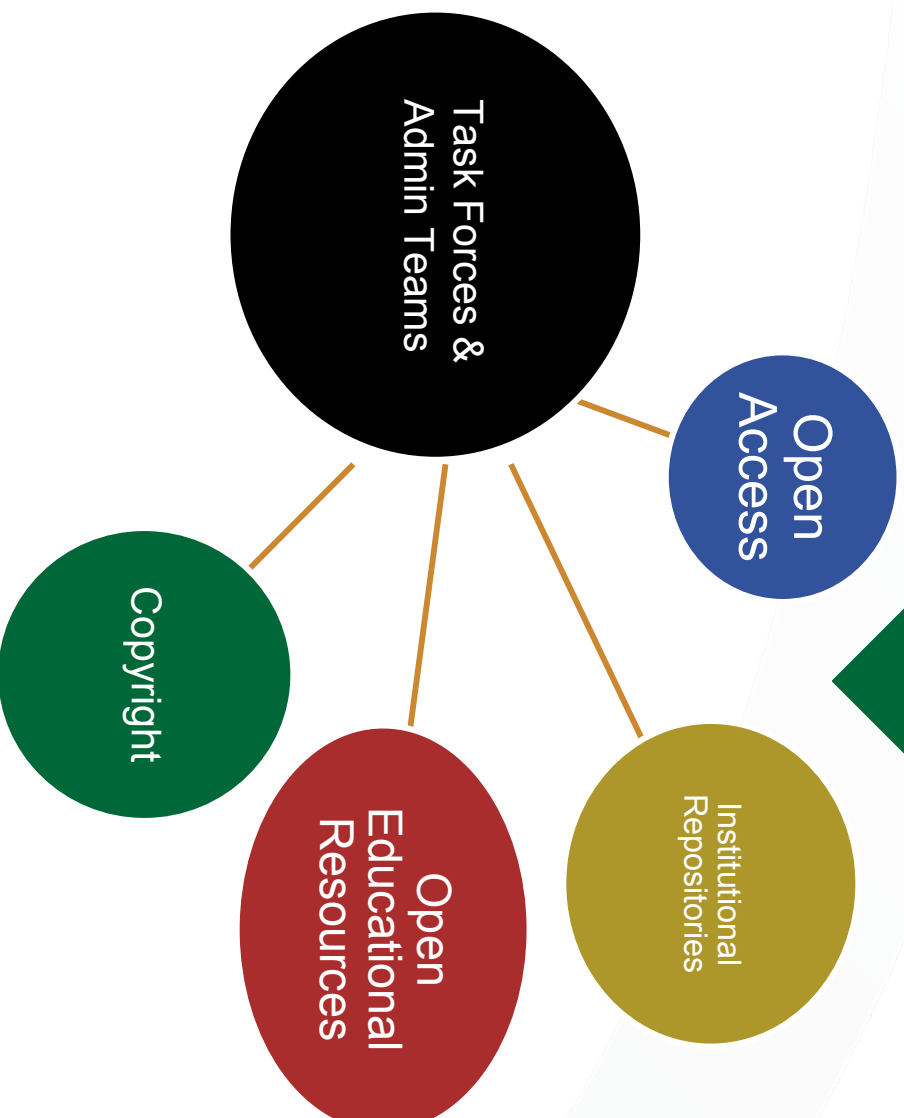 Task Forces &
Admin Teams
Open
Access
Institutional
Repositories
Open
Educational
Resources
Copyright